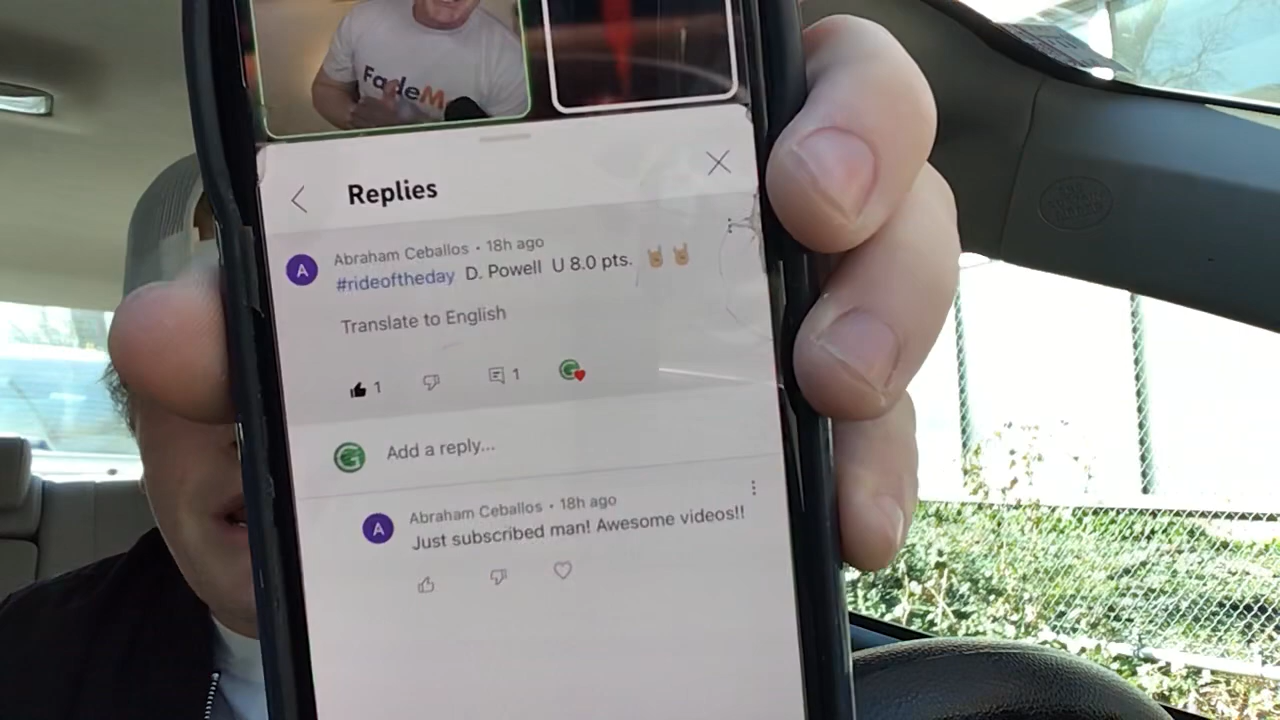 FadeM
Replies
A
Abraham Ceballos • 18h ago
#rideoftheday D. Powell U 8.0 pts. 🤘🤘
Translate to English
1
1
Add a reply...
A
Abraham Ceballos • 18h ago
Just subscribed man! Awesome videos!!